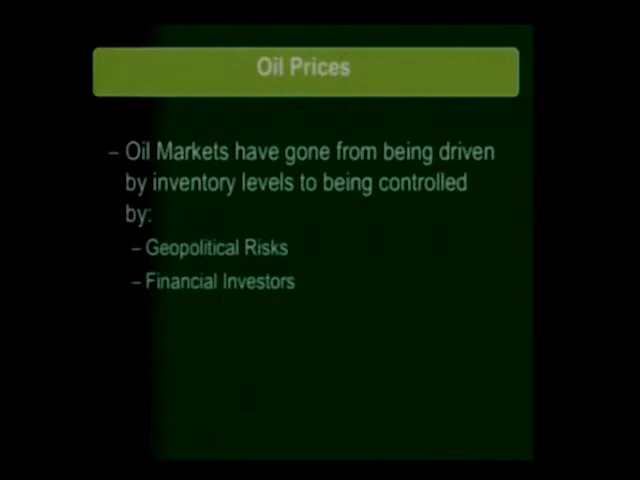 Oil Prices
– Oil Markets have gone from being driven
by inventory levels to being controlled
by:
– Geopolitical Risks
– Financial Investors